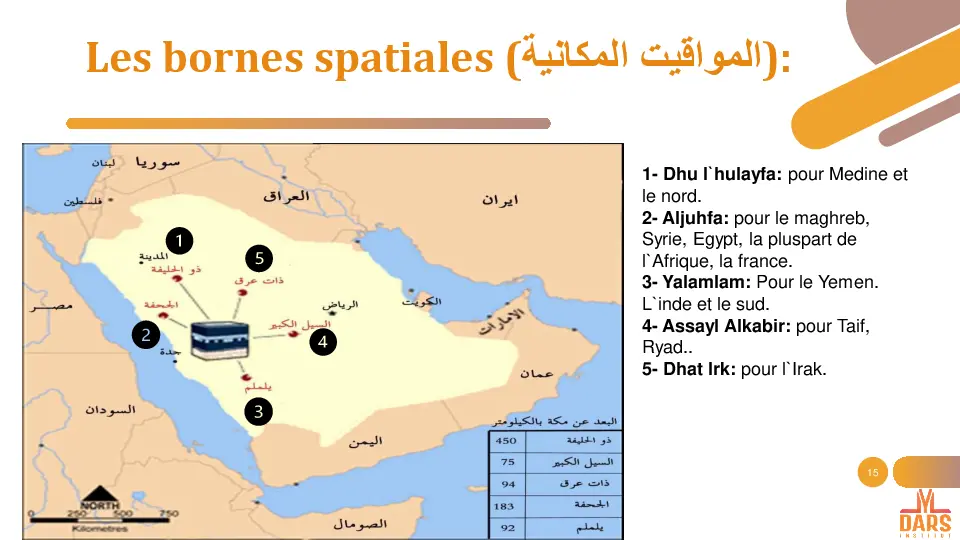 Les bornes spatiales (المواقيت المكانية):
لبنان
سوريا
فلسطين
العراق
ايران
1
المدينة
ذو الحليفة
5
ذات عرق
الكويت
الرياض
مصـــر
الجحفة
2
السيل الكبير
4
الامارات
جدة
يلملم
3
عمان
السودان
اليمن
الصومال
NORTH
0 250 500 750
Kilometres
البعد عن مكة بالكيلومتر
450 ذو الحليفة
75 السيل الكبير
94 ذات عرق
183 الجحفة
92 يلملم
1- Dhu l`hulayfa: pour Medine et
le nord.
2- Aljuhfa: pour le maghreb,
Syrie, Egypt, la pluspart de
l`Afrique, la france.
3- Yalamlam: Pour le Yemen.
L`inde et le sud.
4- Assayl Alkabir: pour Taif,
Ryad..
5- Dhat Irk: pour l`Irak.
15
DARS
INSTITUT